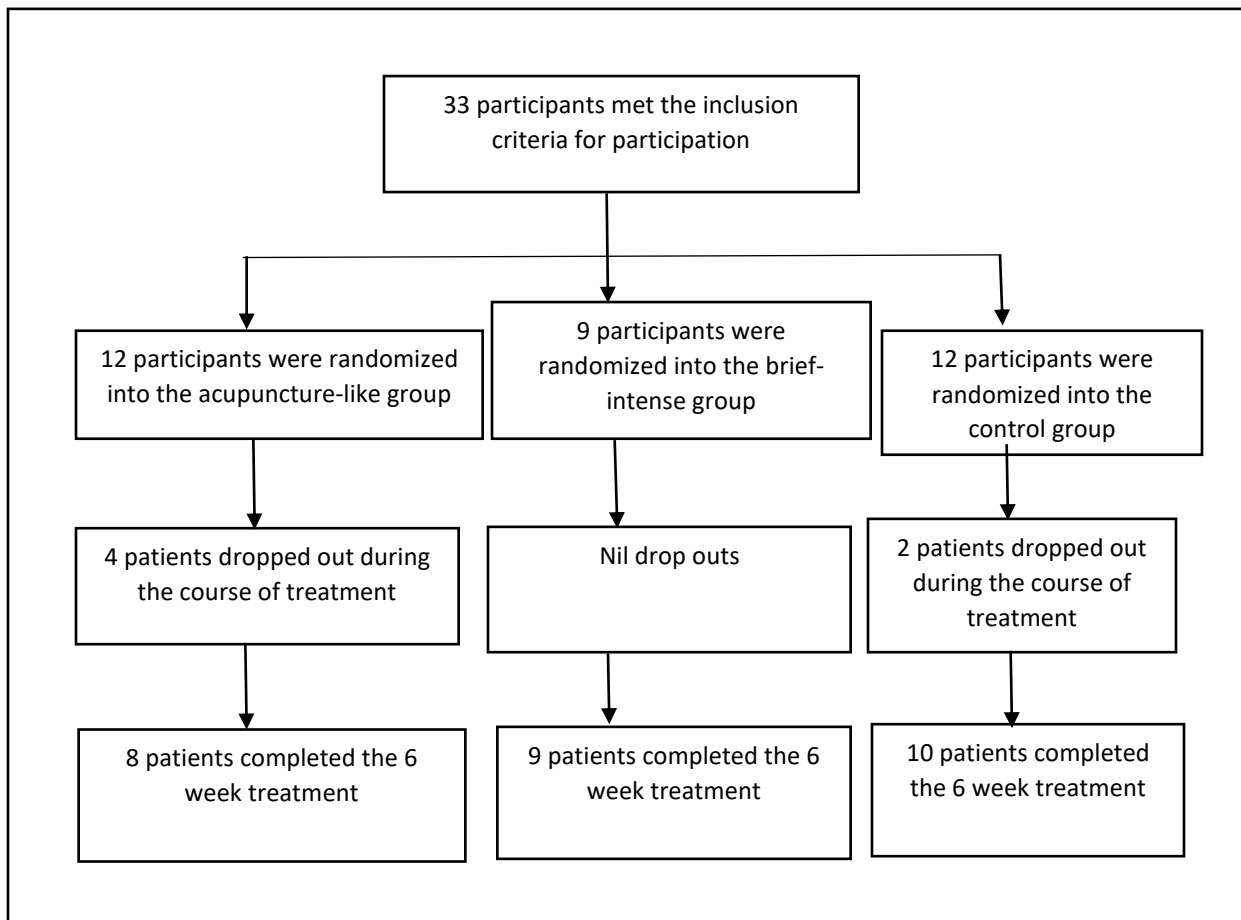 33 participants met the inclusion
criteria for participation
12 participants were randomized
into the acupuncture-like group
9 participants were
randomized into the brief-
intense group
12 participants were
randomized into the
control group
4 patients dropped out during
the course of treatment
Nil drop outs
2 patients dropped out
during the course of
treatment
8 patients completed the 6
week treatment
9 patients completed the 6
week treatment
10 patients completed
the 6 week treatment